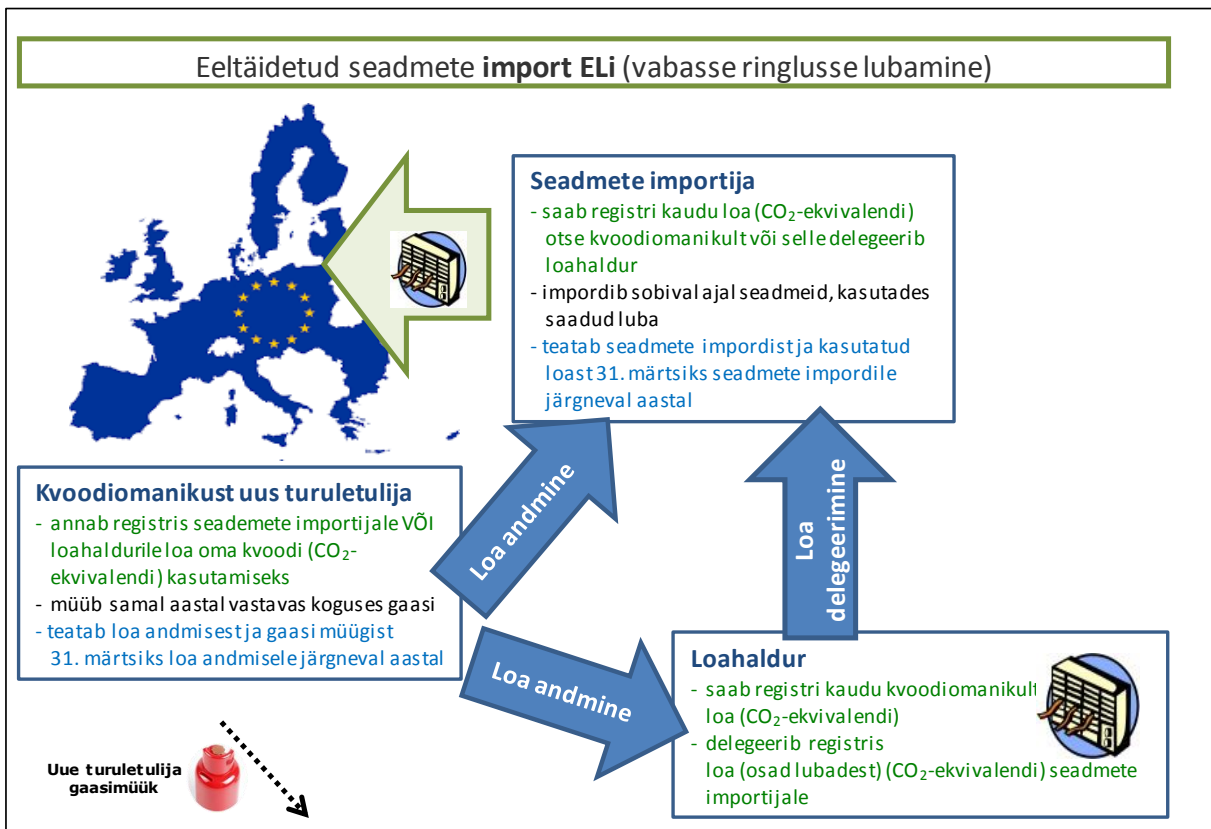 Eeltäidetud seadmete import ELi (vabasse ringlusse lubamine)
Seadmete importija
- saab registri kaudu loa (CO₂-ekvivalendi)
otse kvoodiomanikult või selle delegeerib
loahaldur
- impordib sobival ajal seadmeid, kasutades
saadud luba
- teatab seadmete impordist ja kasutatud
loast 31. märtsiks seadmete impordile
järgneval aastal
Kvoodiomanikust uus turuletulija
- annab registris seademete importijale VÕI
loahaldurile loa oma kvoodi (CO₂-
ekvivalendi) kasutamiseks
- müüb samal aastal vastavas koguses gaasi
- teatab loa andmisest ja gaasi müügist
31. märtsiks loa andmisele järgneval aastal
Loa andmine
Loa
delegeerimine
Loa andmine
Loahaldur
- saab registri kaudu kvoodiomanikult
loa (CO₂-ekvivalendi)
- delegeerib registris
loa (osad lubadest) (CO₂-ekvivalendi) seadmete
importijale
Uue turuletulija
gaasimüük